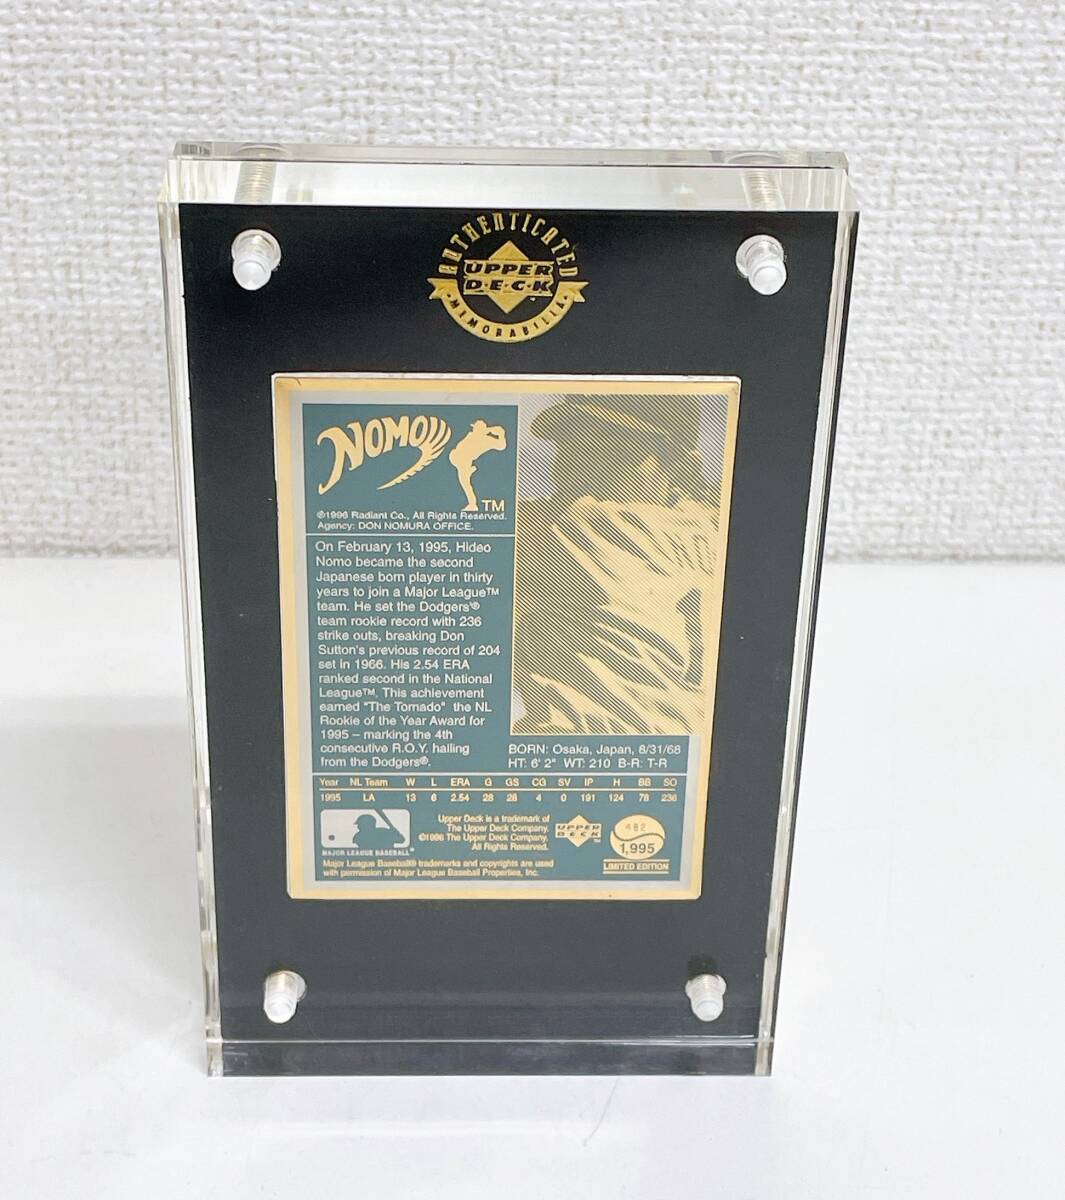 AUTHENTICATED
UPPER
D·E·C·K
·MEMORABILIA·
NOMO
TM
©1996 Radiant Co., All Rights Reserved.
Agency: DON NOMURA OFFICE.
On February 13, 1995, Hideo
Nomo became the second
Japanese born player in thirty
years to join a Major League™
team. He set the Dodgers®
team rookie record with 236
strike outs, breaking Don
Sutton's previous record of 204
set in 1966. His 2.54 ERA
ranked second in the National
League™. This achievement
earned "The Tornado" the NL
Rookie of the Year Award for
1995 – marking the 4th
consecutive R.O.Y. hailing
from the Dodgers®.
BORN: Osaka, Japan, 8/31/68
HT: 6' 2" WT: 210 B-R: T-R
Year NL Team W L ERA G GS CG SV IP H BB SO
1995 LA 13 6 2.54 28 28 4 0 191 124 78 236
MAJOR LEAGUE BASEBALL
Upper Deck is a trademark of
The Upper Deck Company.
©1996 The Upper Deck Company.
All Rights Reserved.
UPPER
DECK
TM
482
1,995
LIMITED EDITION
Major League Baseball® trademarks and copyrights are used
with permission of Major League Baseball Properties, Inc.